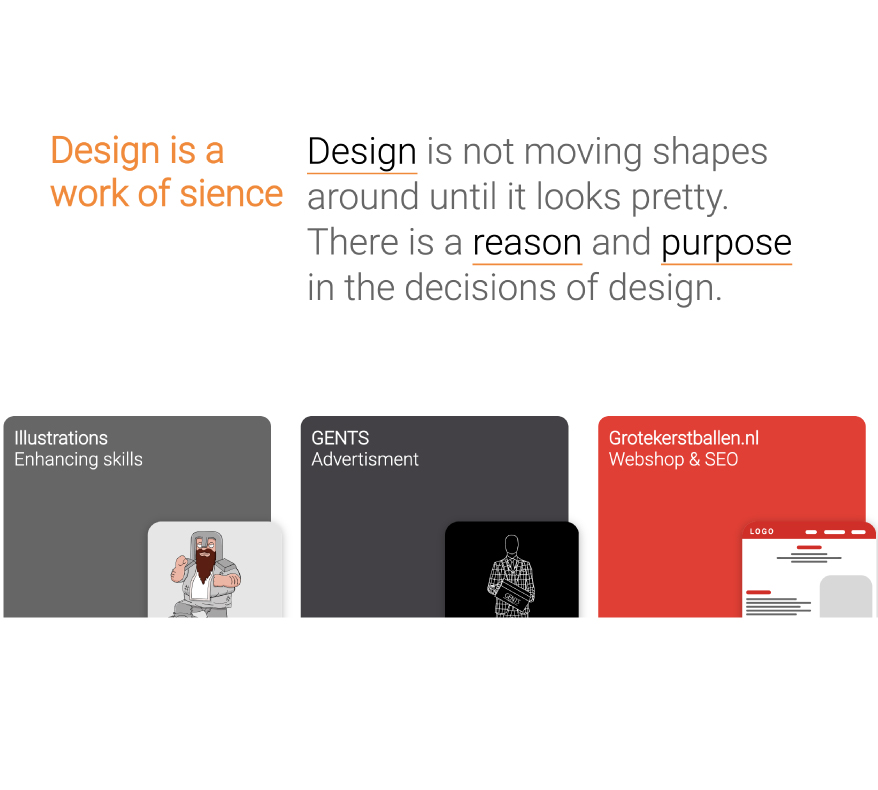 Design is a
work of sience
Design is not moving shapes
around until it looks pretty.
There is a reason and purpose
in the decisions of design.
Illustrations
Enhancing skills
GENTS
Advertisment
Grotekerstballen.nl
Webshop & SEO
LOGO
GENTS